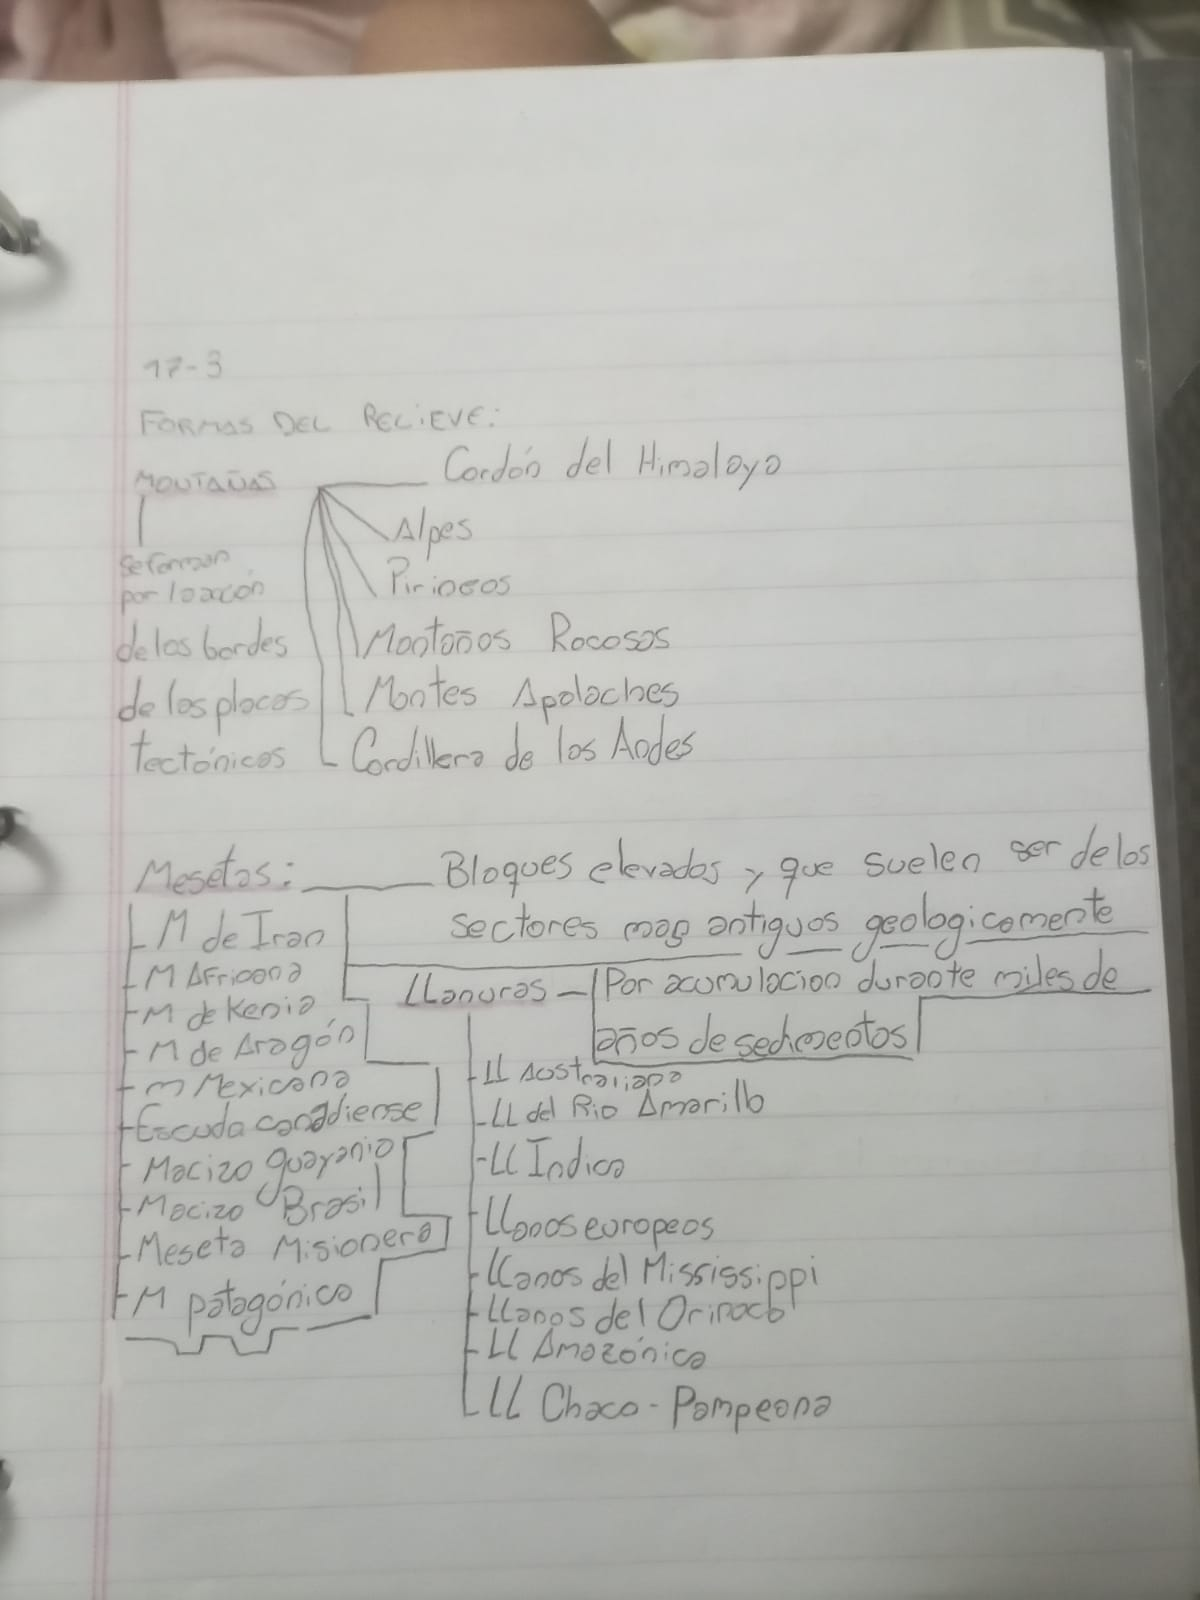 17-3
FORMAS DEL RELIEVE:
MONTAÑAS
Cordón del Himalaya
Alpes
Pirineos
Montañas Rocosas
Montes Apalaches
Cordillera de los Andes
se forman
por la acción
de los bordes
de las placas
tectónicas
Mesetas:
Bloques elevados y que suelen ser de los
sectores mas antiguos geologicamente
M de Iran
M Africana
M de Kenia
M de Aragón
M Mexicana
Escuda canadiense
Macizo guayanio
Macizo Brasil
Meseta Misionera
M patagónica
Llanuras - Por acumulacion durante miles de
años de sedimentos
LL Australiana
LL del Rio Amarillo
LL Indica
Llanos europeos
Llanos del Mississippi
Llanos del Orinoco
LL Amazónica
LL Chaco-Pampeana